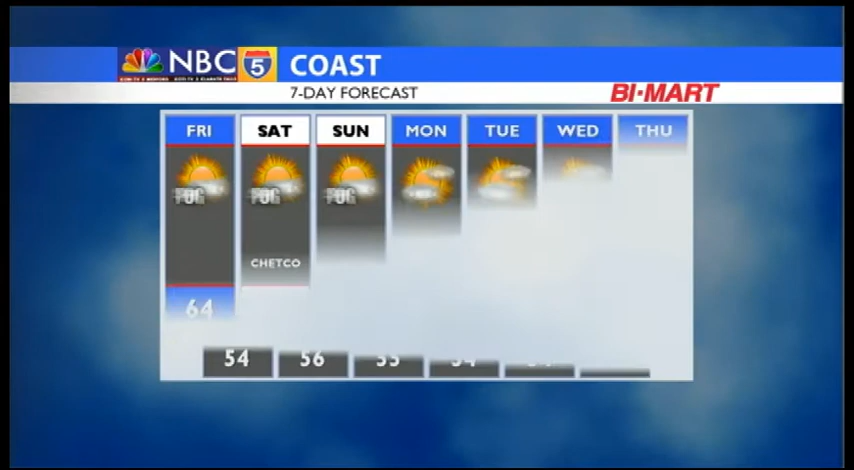 NBC 5 COAST
7-DAY FORECAST
BI-MART
FRI SAT SUN MON TUE WED THU
FOG FOG FOG
CHETCO
64
54 56